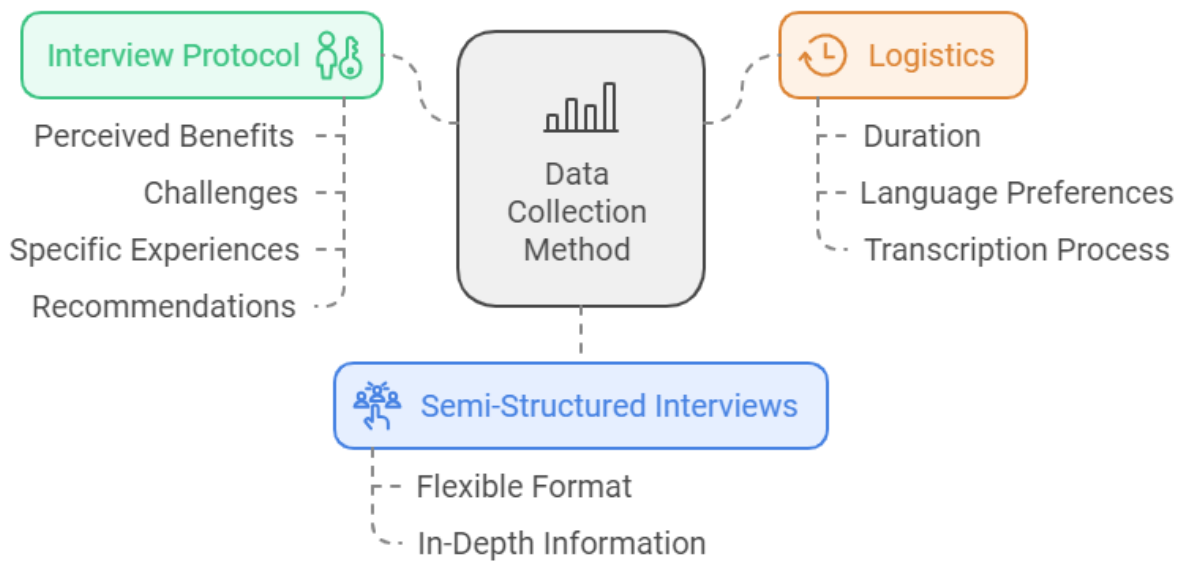 Interview Protocol
Perceived Benefits
Challenges
Specific Experiences
Recommendations
Data
Collection
Method
Logistics
Duration
Language Preferences
Transcription Process
Semi-Structured Interviews
Flexible Format
In-Depth Information